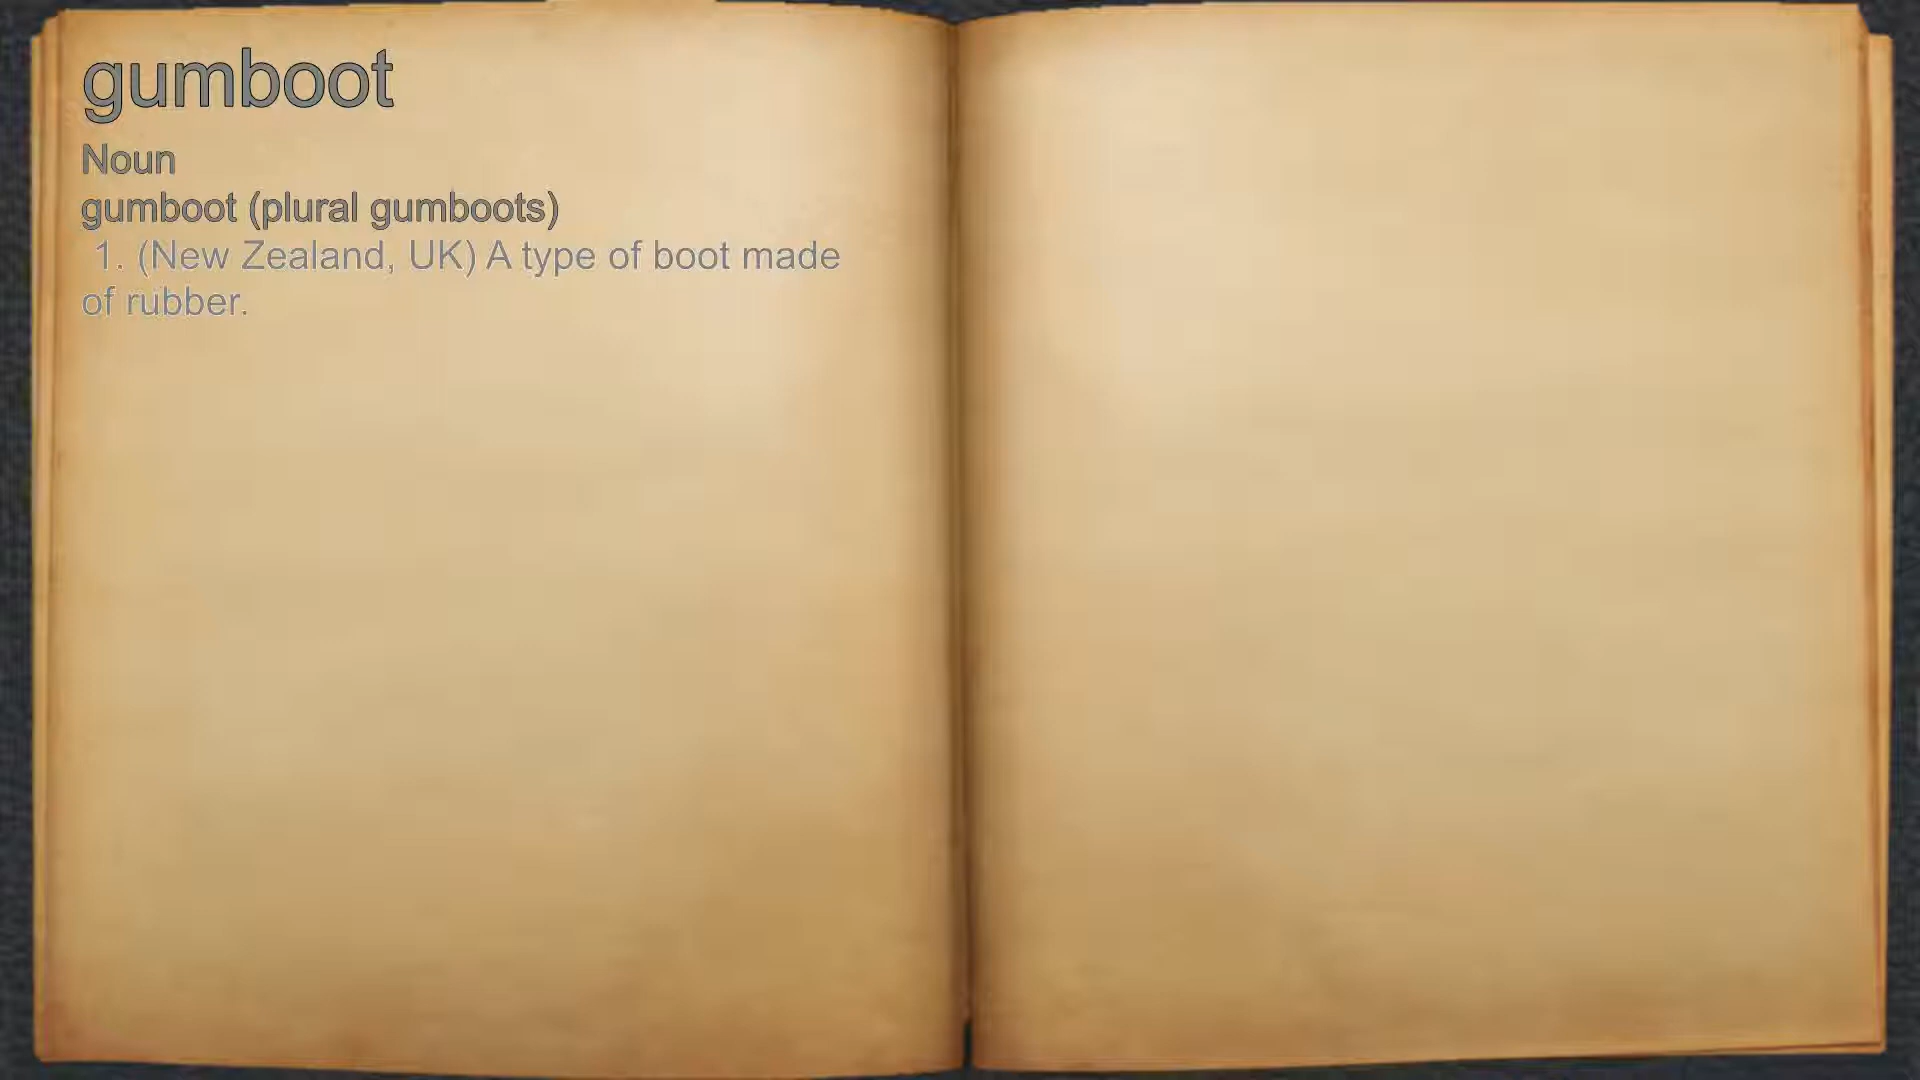 gumboot
Noun
gumboot (plural gumboots)
1. (New Zealand, UK) A type of boot made
of rubber.